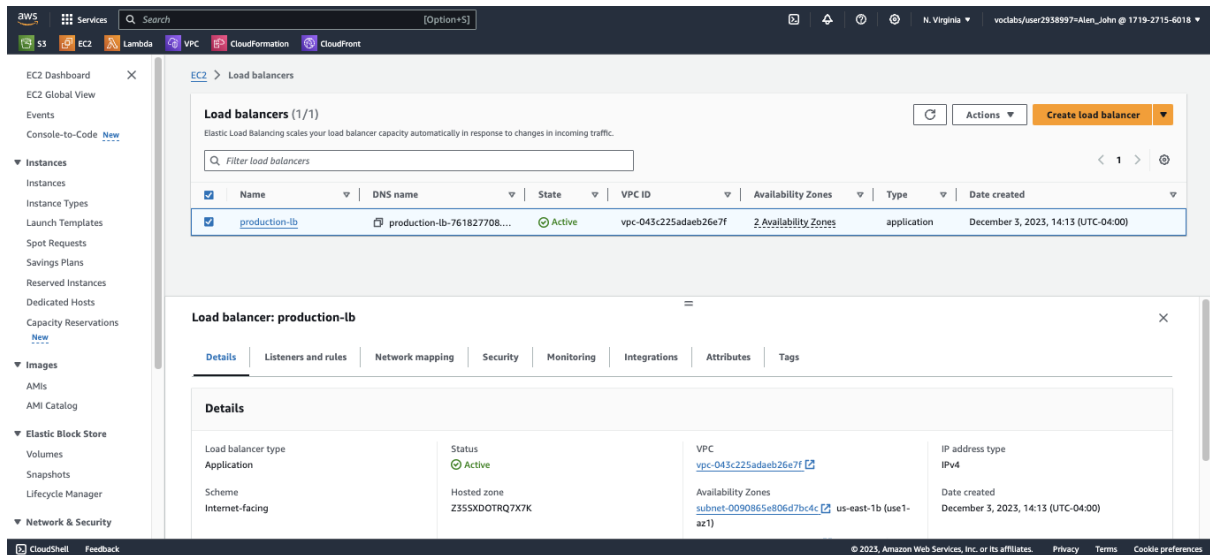 aws Services Search [Option+S] N. Virginia voclabs/user2938997=Alen_John @ 1719-2715-6018
S3 EC2 Lambda VPC CloudFormation CloudFront
EC2 Dashboard
EC2 Global View
Events
Console-to-Code New
Instances
Instances
Instance Types
Launch Templates
Spot Requests
Savings Plans
Reserved Instances
Dedicated Hosts
Capacity Reservations
New
Images
AMIs
AMI Catalog
Elastic Block Store
Volumes
Snapshots
Lifecycle Manager
Network & Security
EC2 > Load balancers
Load balancers (1/1)
Actions
Create load balancer
Elastic Load Balancing scales your load balancer capacity automatically in response to changes in incoming traffic.
Filter load balancers
1
Name DNS name State VPC ID Availability Zones Type Date created
production-lb production-lb-761827708.... Active vpc-043c225adaeb26e7f 2 Availability Zones application December 3, 2023, 14:13 (UTC-04:00)
Load balancer: production-lb
Details Listeners and rules Network mapping Security Monitoring Integrations Attributes Tags
Details
Load balancer type Status VPC IP address type
Application Active vpc-043c225adaeb26e7f IPv4
Scheme Hosted zone Availability Zones Date created
Internet-facing Z35SXDOTRQ7X7K subnet-0090865e806d7bc4c us-east-1b (use1- December 3, 2023, 14:13 (UTC-04:00)
az1)
CloudShell Feedback © 2023, Amazon Web Services, Inc. or its affiliates. Privacy Terms Cookie preferences